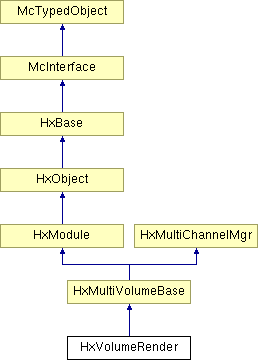 McTypedObject
McInterface
HxBase
HxObject
HxModule HxMultiChannelMgr
HxMultiVolumeBase
HxVolumeRender